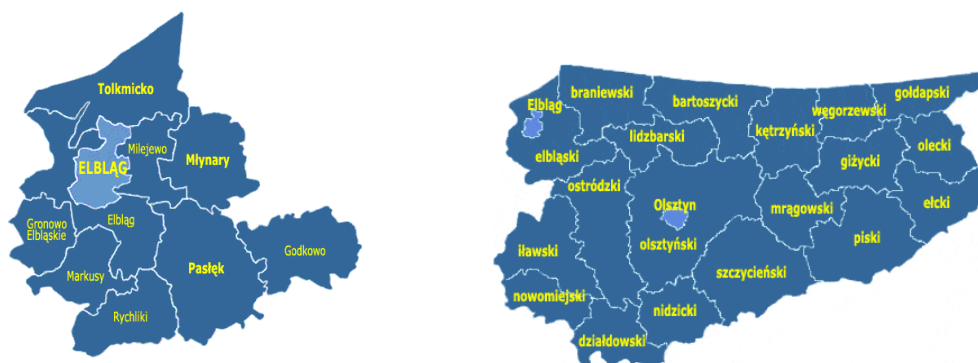 Tolkmicko
Milejewo
Młynary
ELBLĄG
Gronowo
Elbląskie
Elbląg
Godkowo
Markusy
Pasłęk
Rychliki
gołdapski
braniewski
bartoszycki
węgorzewski
Elbląg
kętrzyński
lidzbarski
olecki
elbląski
giżycki
ostródzki
Olsztyn
mrągowski
ełcki
iławski
olsztyński
piski
szczycieński
nowomiejski
nidzicki
działdowski